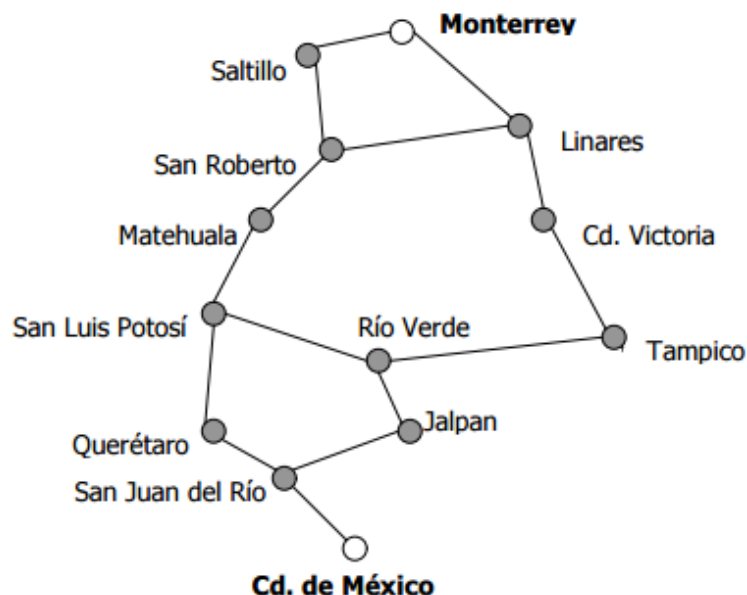 Monterrey
Saltillo
Linares
San Roberto
Matehuala
Cd. Victoria
San Luis Potosí
Río Verde
Tampico
Jalpan
Querétaro
San Juan del Río
Cd. de México